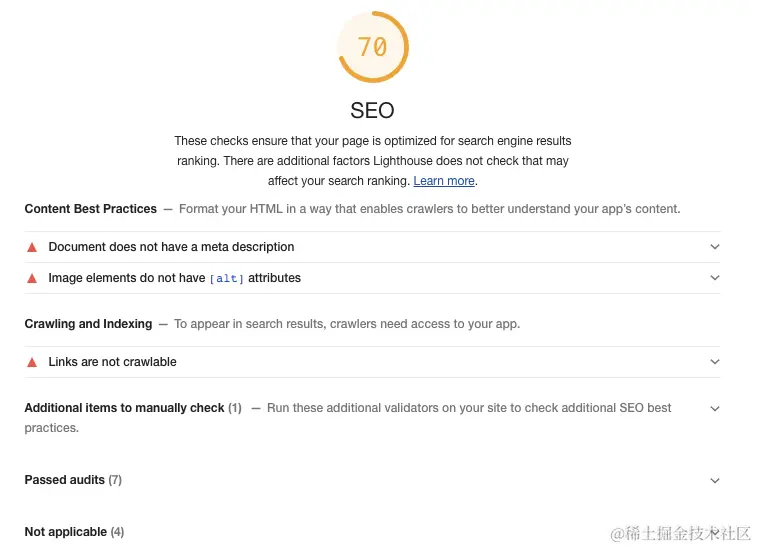 70
SEO
These checks ensure that your page is optimized for search engine results
ranking. There are additional factors Lighthouse does not check that may
affect your search ranking. Learn more.
Content Best Practices — Format your HTML in a way that enables crawlers to better understand your app's content.
Document does not have a meta description
Image elements do not have [alt] attributes
Crawling and Indexing — To appear in search results, crawlers need access to your app.
Links are not crawlable
Additional items to manually check (1) — Run these additional validators on your site to check additional SEO best
practices.
Passed audits (7)
Not applicable (4)
@稀土掘金技术社区